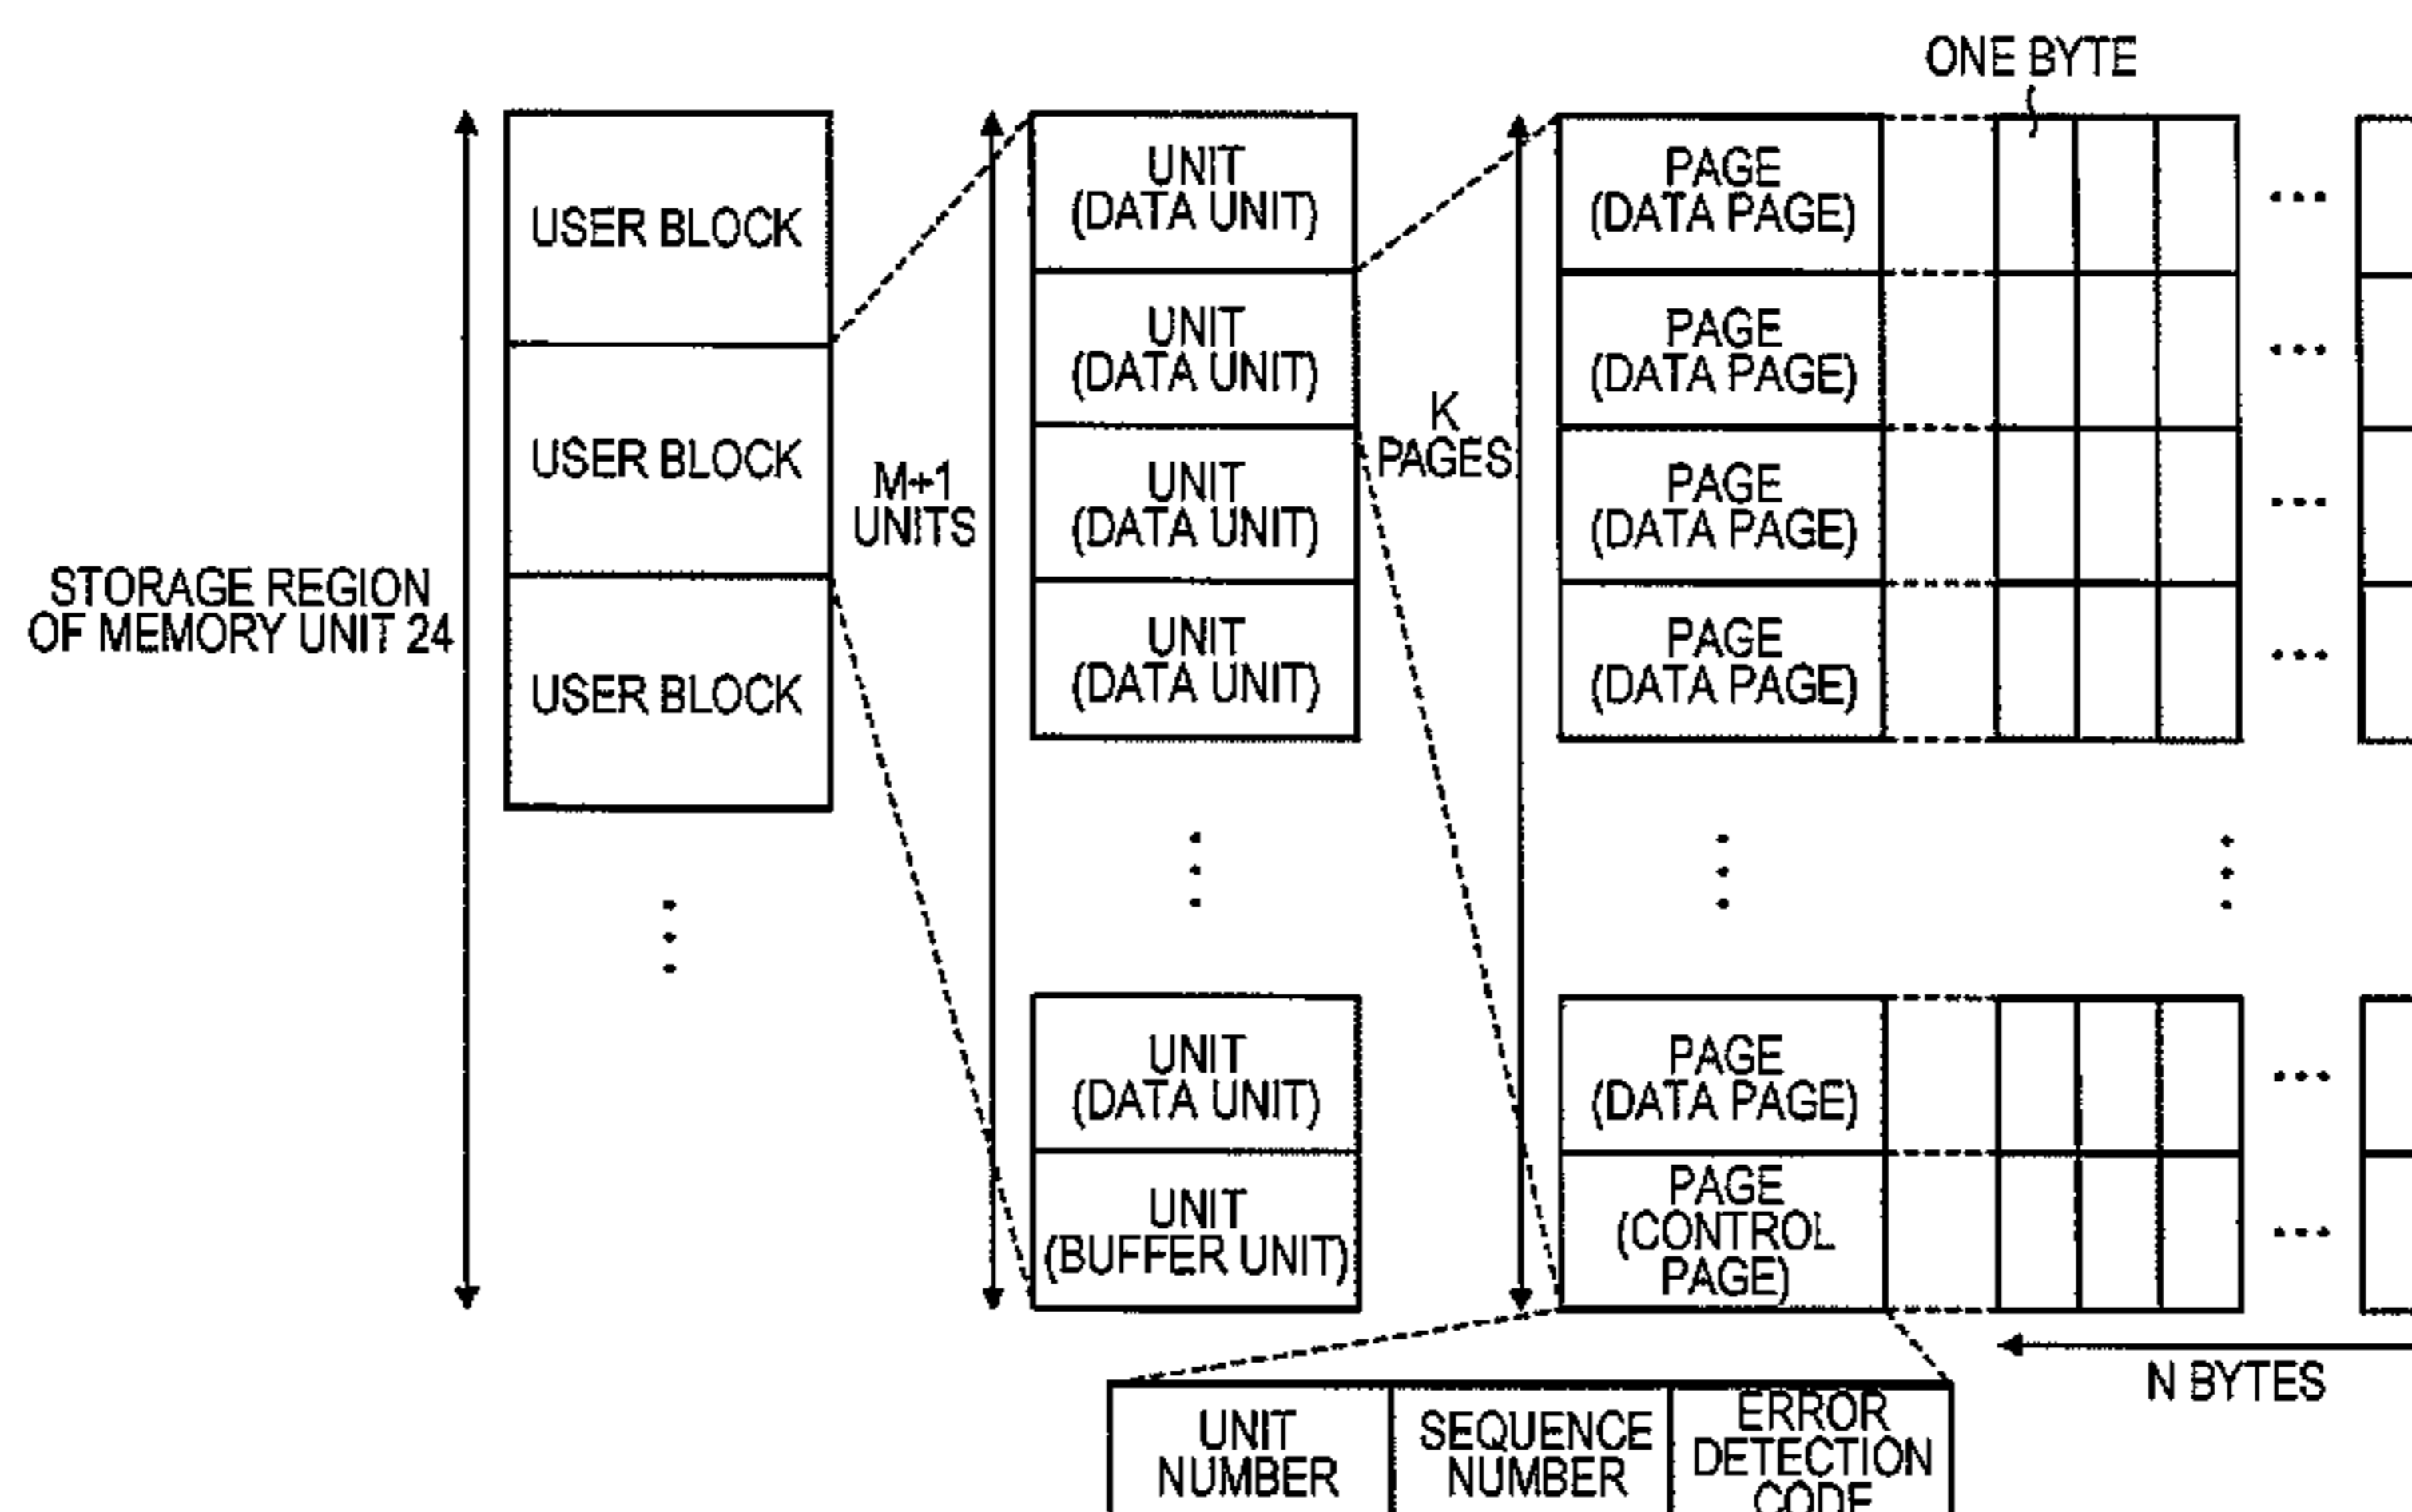 ONE BYTE
STORAGE REGION
OF MEMORY UNIT 24
USER BLOCK
USER BLOCK
USER BLOCK
M+1
UNITS
UNIT
(DATA UNIT)
UNIT
(DATA UNIT)
UNIT
(DATA UNIT)
UNIT
(DATA UNIT)
UNIT
(DATA UNIT)
UNIT
(BUFFER UNIT)
K
PAGES
PAGE
(DATA PAGE)
PAGE
(DATA PAGE)
PAGE
(DATA PAGE)
PAGE
(DATA PAGE)
PAGE
(DATA PAGE)
PAGE
(CONTROL
PAGE)
N BYTES
UNIT
NUMBER
SEQUENCE
NUMBER
ERROR
DETECTION
CODE